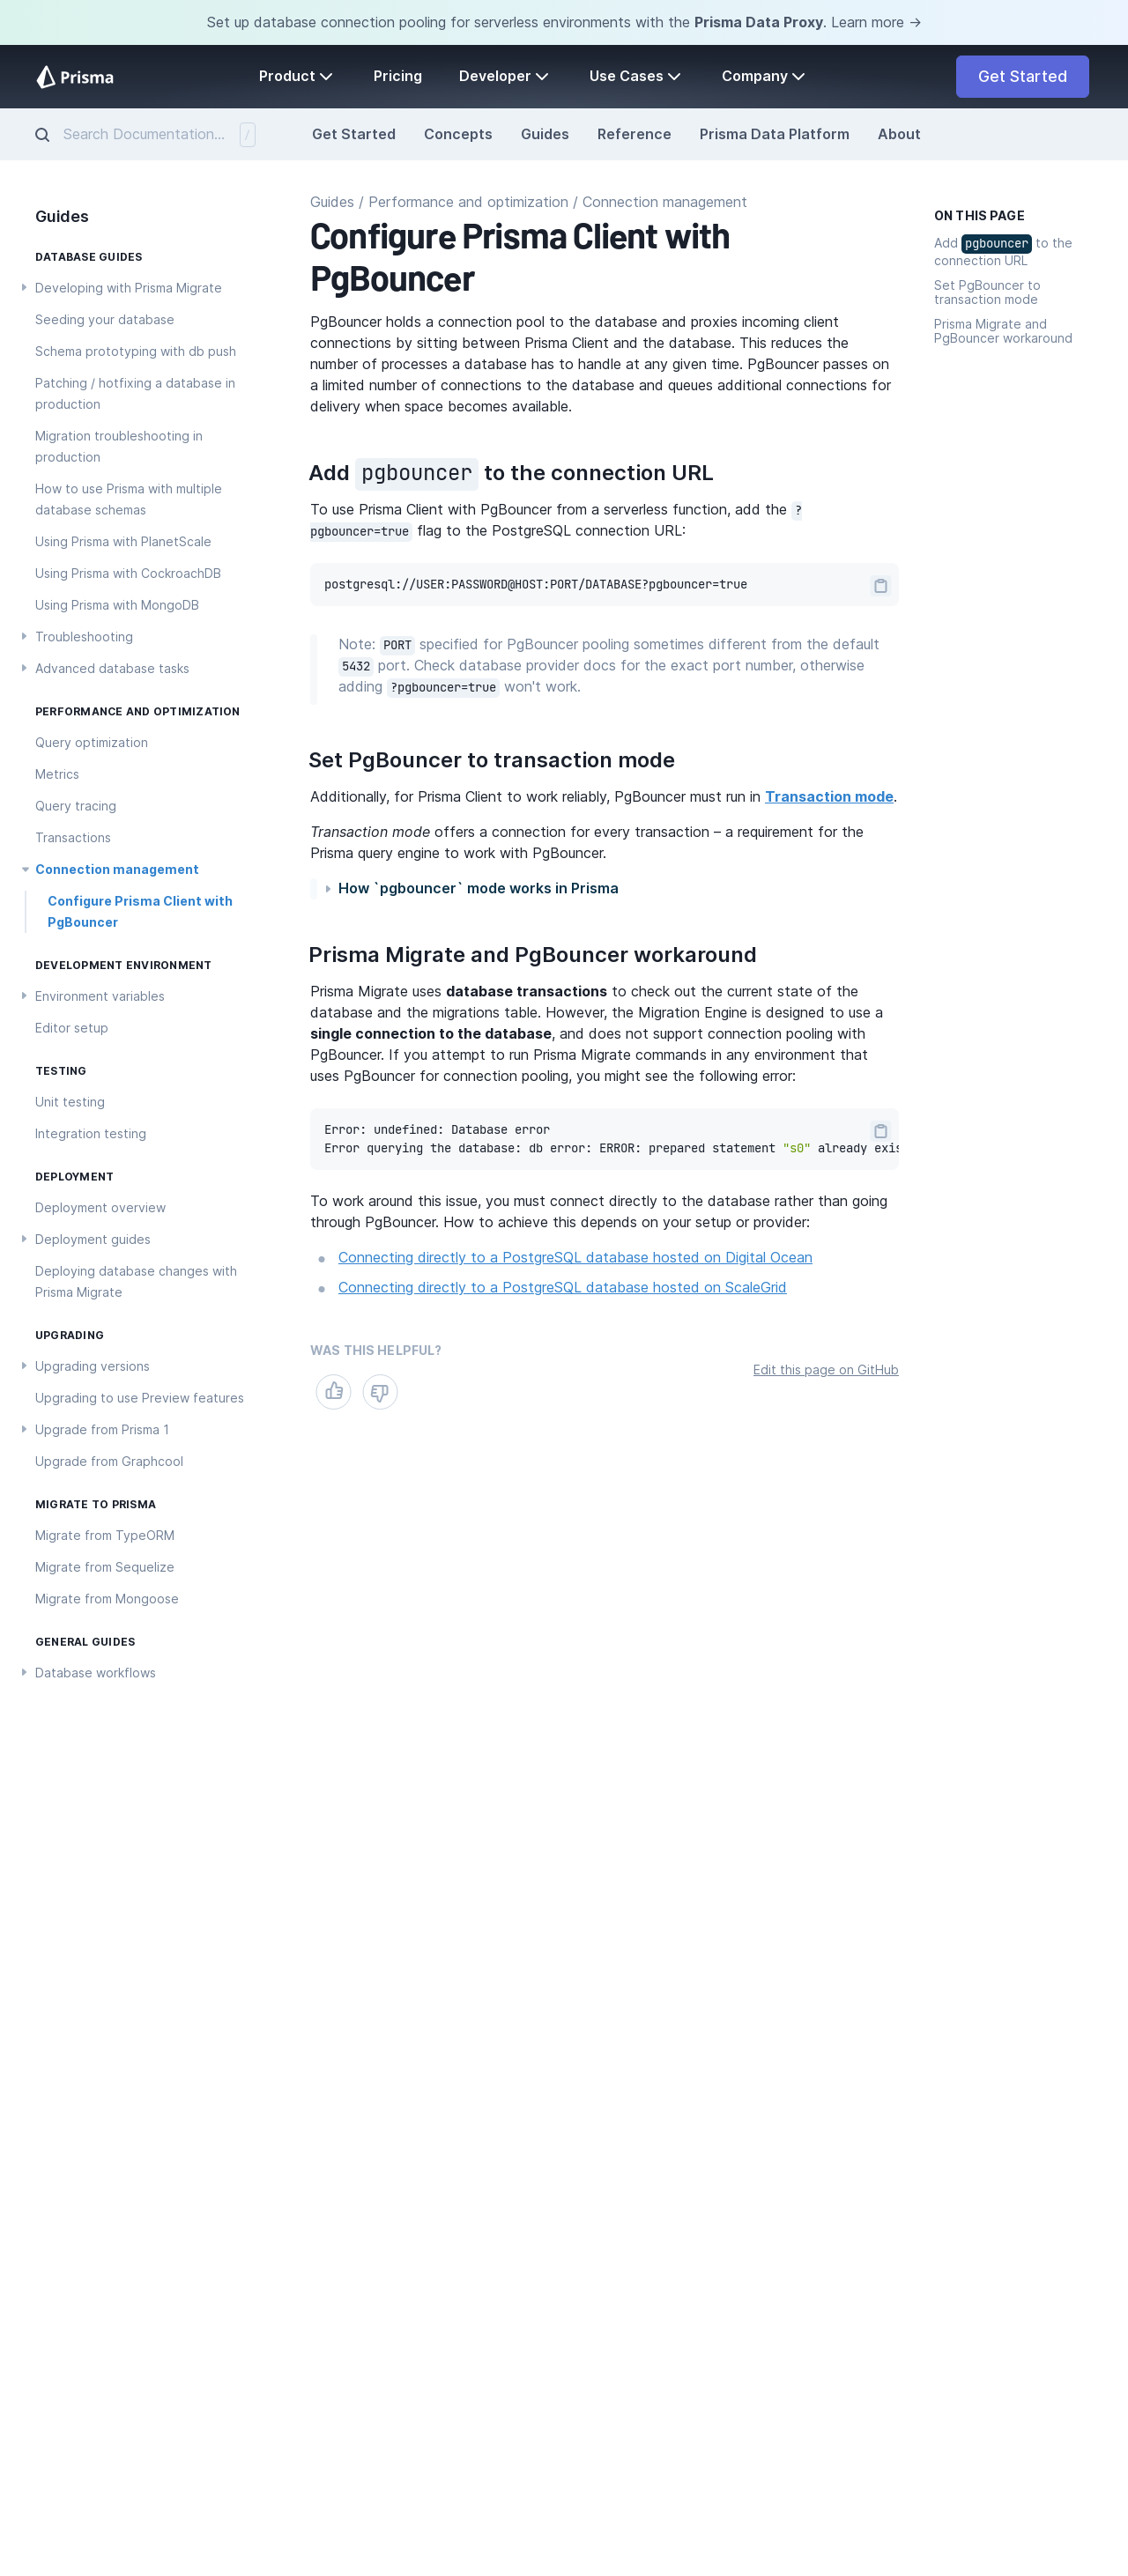 Set up database connection pooling for serverless environments with the Prisma Data Proxy. Learn more →
Prisma
Product
Pricing
Developer
Use Cases
Company
Get Started
Search Documentation...
/
Get Started
Concepts
Guides
Reference
Prisma Data Platform
About
Guides
DATABASE GUIDES
Developing with Prisma Migrate
Seeding your database
Schema prototyping with db push
Patching / hotfixing a database in
production
Migration troubleshooting in
production
How to use Prisma with multiple
database schemas
Using Prisma with PlanetScale
Using Prisma with CockroachDB
Using Prisma with MongoDB
Troubleshooting
Advanced database tasks
PERFORMANCE AND OPTIMIZATION
Query optimization
Metrics
Query tracing
Transactions
Connection management
Configure Prisma Client with
PgBouncer
DEVELOPMENT ENVIRONMENT
Environment variables
Editor setup
TESTING
Unit testing
Integration testing
DEPLOYMENT
Deployment overview
Deployment guides
Deploying database changes with
Prisma Migrate
UPGRADING
Upgrading versions
Upgrading to use Preview features
Upgrade from Prisma 1
Upgrade from Graphcool
MIGRATE TO PRISMA
Migrate from TypeORM
Migrate from Sequelize
Migrate from Mongoose
GENERAL GUIDES
Database workflows
Guides / Performance and optimization / Connection management
Configure Prisma Client with
PgBouncer
PgBouncer holds a connection pool to the database and proxies incoming client
connections by sitting between Prisma Client and the database. This reduces the
number of processes a database has to handle at any given time. PgBouncer passes on
a limited number of connections to the database and queues additional connections for
delivery when space becomes available.
Add pgbouncer to the connection URL
To use Prisma Client with PgBouncer from a serverless function, add the ?
pgbouncer=true flag to the PostgreSQL connection URL:
postgresql://USER:PASSWORD@HOST:PORT/DATABASE?pgbouncer=true
Note: PORT specified for PgBouncer pooling sometimes different from the default
5432 port. Check database provider docs for the exact port number, otherwise
adding ?pgbouncer=true won't work.
Set PgBouncer to transaction mode
Additionally, for Prisma Client to work reliably, PgBouncer must run in Transaction mode.
Transaction mode offers a connection for every transaction – a requirement for the
Prisma query engine to work with PgBouncer.
How `pgbouncer` mode works in Prisma
Prisma Migrate and PgBouncer workaround
Prisma Migrate uses database transactions to check out the current state of the
database and the migrations table. However, the Migration Engine is designed to use a
single connection to the database, and does not support connection pooling with
PgBouncer. If you attempt to run Prisma Migrate commands in any environment that
uses PgBouncer for connection pooling, you might see the following error:
Error: undefined: Database error
Error querying the database: db error: ERROR: prepared statement "s0" already exis
To work around this issue, you must connect directly to the database rather than going
through PgBouncer. How to achieve this depends on your setup or provider:
Connecting directly to a PostgreSQL database hosted on Digital Ocean
Connecting directly to a PostgreSQL database hosted on ScaleGrid
WAS THIS HELPFUL?
Edit this page on GitHub
ON THIS PAGE
Add pgbouncer to the
connection URL
Set PgBouncer to
transaction mode
Prisma Migrate and
PgBouncer workaround